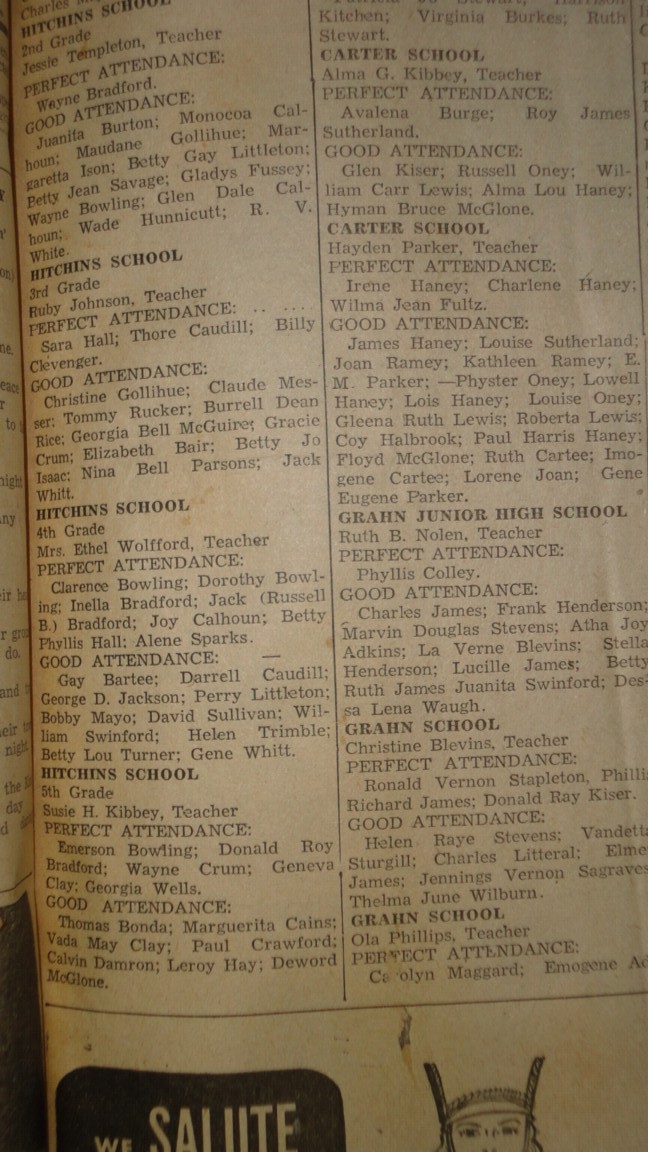 Charles
HITCHINS SCHOOL
2nd Grade
Jessie Templeton, Teacher
PERFECT ATTENDANCE:
Wayne Bradford.
GOOD ATTENDANCE:
Juanita Burton; Monocoa Cal-
houn; Maudane Gollihue; Mar-
garetta Ison; Betty Gay Littleton;
Betty Jean Savage; Gladys Fussey;
Wayne Bowling; Glen Dale Cal-
houn; Wade Hunnicutt; R. V.
White.
HITCHINS SCHOOL
3rd Grade
Ruby Johnson, Teacher
PERFECT ATTENDANCE: .. ....
Sara Hall; Thore Caudill; Billy
Clevenger.
GOOD ATTENDANCE:
Christine Gollihue; Claude Mes-
ser; Tommy Rucker; Burrell Dean
Rice; Georgia Bell McGuire; Gracie
Crum; Elizabeth Bair; Betty Jo
Isaac; Nina Bell Parsons; Jack
Whitt.
HITCHINS SCHOOL
4th Grade
Mrs. Ethel Wolfford, Teacher
PERFECT ATTENDANCE:
Clarence Bowling; Dorothy Bowl-
ing; Inella Bradford; Jack (Russell
B.) Bradford; Joy Calhoun; Betty
Phyllis Hall; Alene Sparks.
GOOD ATTENDANCE: —
Gay Bartee; Darrell Caudill;
George D. Jackson; Perry Littleton;
Bobby Mayo; David Sullivan; Wil-
liam Swinford; Helen Trimble;
Betty Lou Turner; Gene Whitt.
HITCHINS SCHOOL
5th Grade
Susie H. Kibbey, Teacher
PERFECT ATTENDANCE:
Emerson Bowling; Donald Roy
Bradford; Wayne Crum; Geneva
Clay; Georgia Wells.
GOOD ATTENDANCE:
Thomas Bonda; Marguerita Cains;
Vada May Clay; Paul Crawford;
Calvin Damron; Leroy Hay; Deword
McGlone.
Kitchen; Virginia Burkes; Ruth
Stewart.
CARTER SCHOOL
Alma G. Kibbey, Teacher
PERFECT ATTENDANCE:
Avalena Burge; Roy James
Sutherland.
GOOD ATTENDANCE:
Glen Kiser; Russell Oney; Wil-
liam Carr Lewis; Alma Lou Haney;
Hyman Bruce McGlone.
CARTER SCHOOL
Hayden Parker, Teacher
PERFECT ATTENDANCE:
Irene Haney; Charlene Haney;
Wilma Jean Fultz.
GOOD ATTENDANCE:
James Haney; Louise Sutherland;
Joan Ramey; Kathleen Ramey; E.
M. Parker; —Physter Oney; Lowell
Haney; Lois Haney; Louise Oney;
Gleena Ruth Lewis; Roberta Lewis;
Coy Halbrook; Paul Harris Haney;
Floyd McGlone; Ruth Cartee; Imo-
gene Cartee; Lorene Joan; Gene
Eugene Parker.
GRAHN JUNIOR HIGH SCHOOL
Ruth B. Nolen, Teacher
PERFECT ATTENDANCE:
Phyllis Colley.
GOOD ATTENDANCE:
Charles James; Frank Henderson;
Marvin Douglas Stevens; Atha Joy
Adkins; La Verne Blevins; Stella
Henderson; Lucille James; Betty
Ruth James Juanita Swinford; Des-
sa Lena Waugh.
GRAHN SCHOOL
Christine Blevins, Teacher
PERFECT ATTENDANCE:
Ronald Vernon Stapleton, Philli
Richard James; Donald Ray Kiser.
GOOD ATTENDANCE:
Helen Raye Stevens; Vandett
Sturgill; Charles Litteral; Elme
James; Jennings Vernon Sagraves
Thelma June Wilburn.
GRAHN SCHOOL
Ola Phillips, Teacher
PERFECT ATTENDANCE:
Carolyn Maggard; Emogene Ad
WE SALUTE